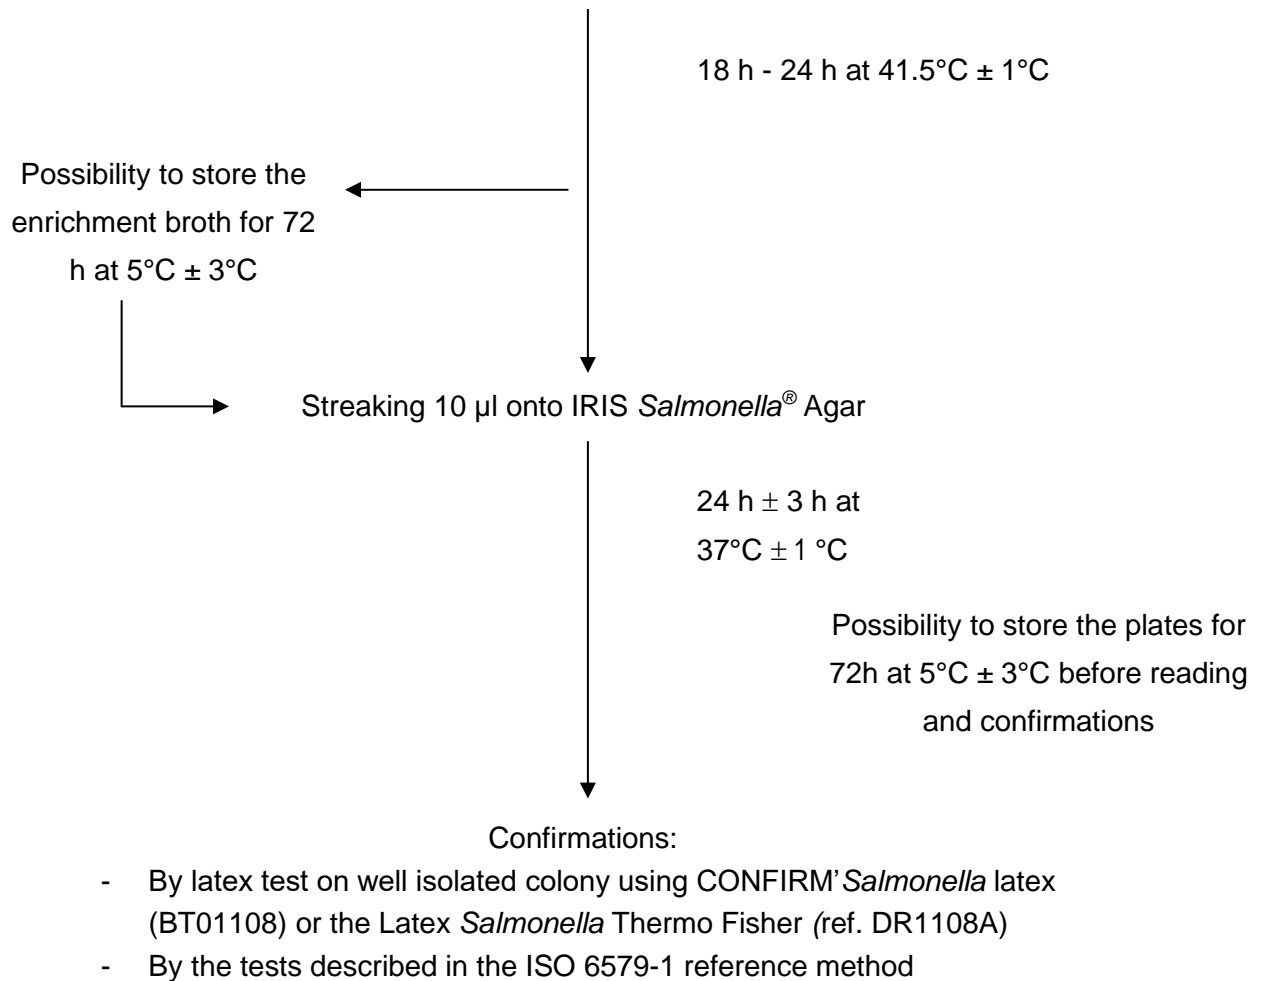 18 h - 24 h at 41.5°C ± 1°C
Possibility to store the
enrichment broth for 72
h at 5°C ± 3°C
Streaking 10 µl onto IRIS Salmonella® Agar
24 h ± 3 h at
37°C ± 1 °C
Possibility to store the plates for
72h at 5°C ± 3°C before reading
and confirmations
Confirmations:
- By latex test on well isolated colony using CONFIRM’Salmonella latex
(BT01108) or the Latex Salmonella Thermo Fisher (ref. DR1108A)
- By the tests described in the ISO 6579-1 reference method